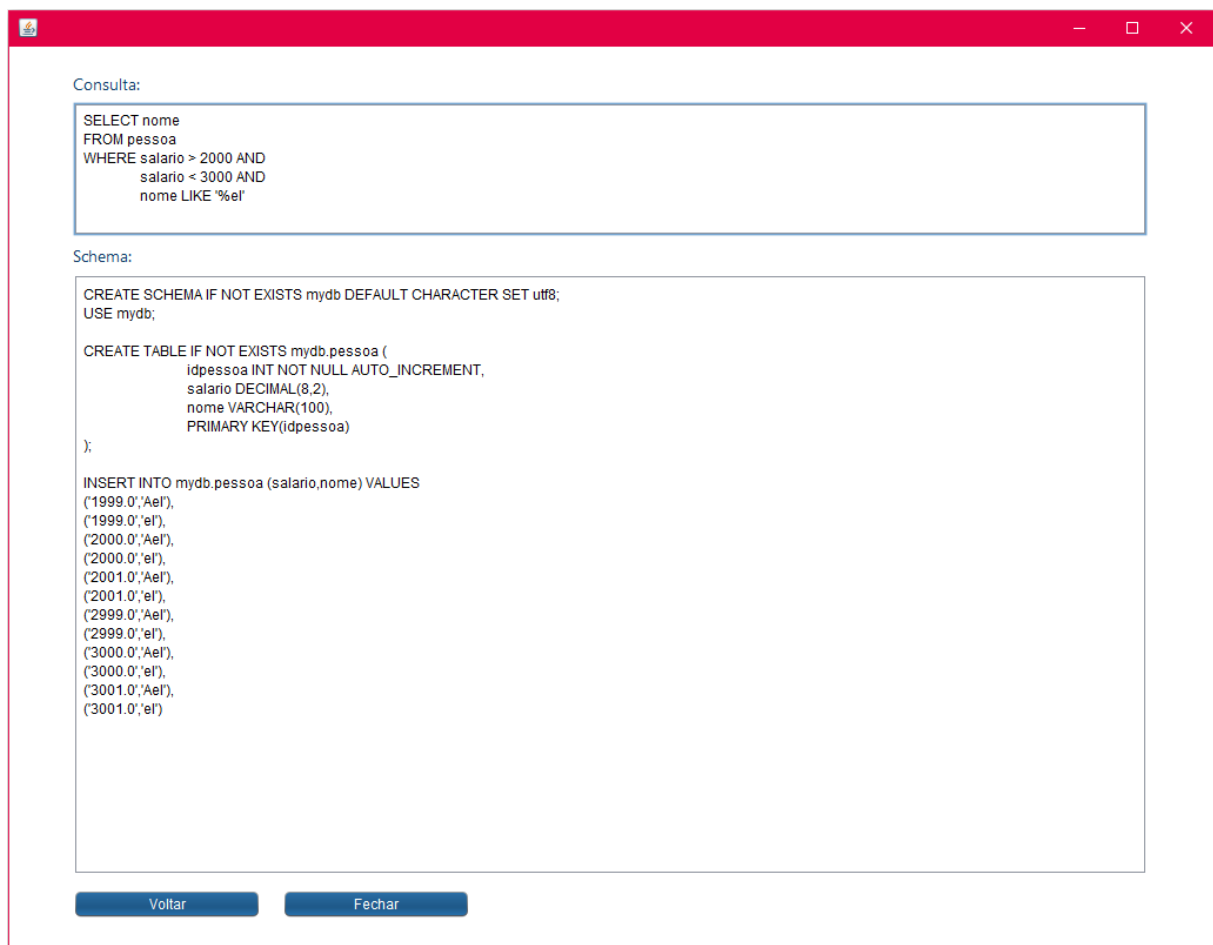 Consulta:
SELECT nome
FROM pessoa
WHERE salario > 2000 AND
salario < 3000 AND
nome LIKE '%el'
Schema:
CREATE SCHEMA IF NOT EXISTS mydb DEFAULT CHARACTER SET utf8;
USE mydb;
CREATE TABLE IF NOT EXISTS mydb.pessoa (
idpessoa INT NOT NULL AUTO_INCREMENT,
salario DECIMAL(8,2),
nome VARCHAR(100),
PRIMARY KEY(idpessoa)
);
INSERT INTO mydb.pessoa (salario,nome) VALUES
('1999.0','Ael'),
('1999.0','el'),
('2000.0','Ael'),
('2000.0','el'),
('2001.0','Ael'),
('2001.0','el'),
('2999.0','Ael'),
('2999.0','el'),
('3000.0','Ael'),
('3000.0','el'),
('3001.0','Ael'),
('3001.0','el')
Voltar
Fechar